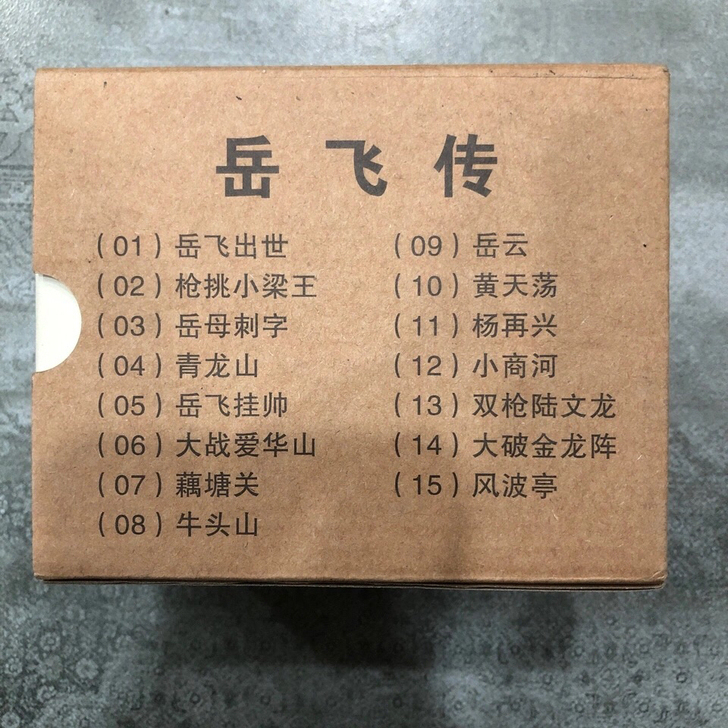 岳飞传
（01）岳飞出世
（02）枪挑小梁王
（03）岳母刺字
（04）青龙山
（05）岳飞挂帅
（06）大战爱华山
（07）藕塘关
（08）牛头山
（09）岳云
（10）黄天荡
（11）杨再兴
（12）小商河
（13）双枪陆文龙
（14）大破金龙阵
（15）风波亭